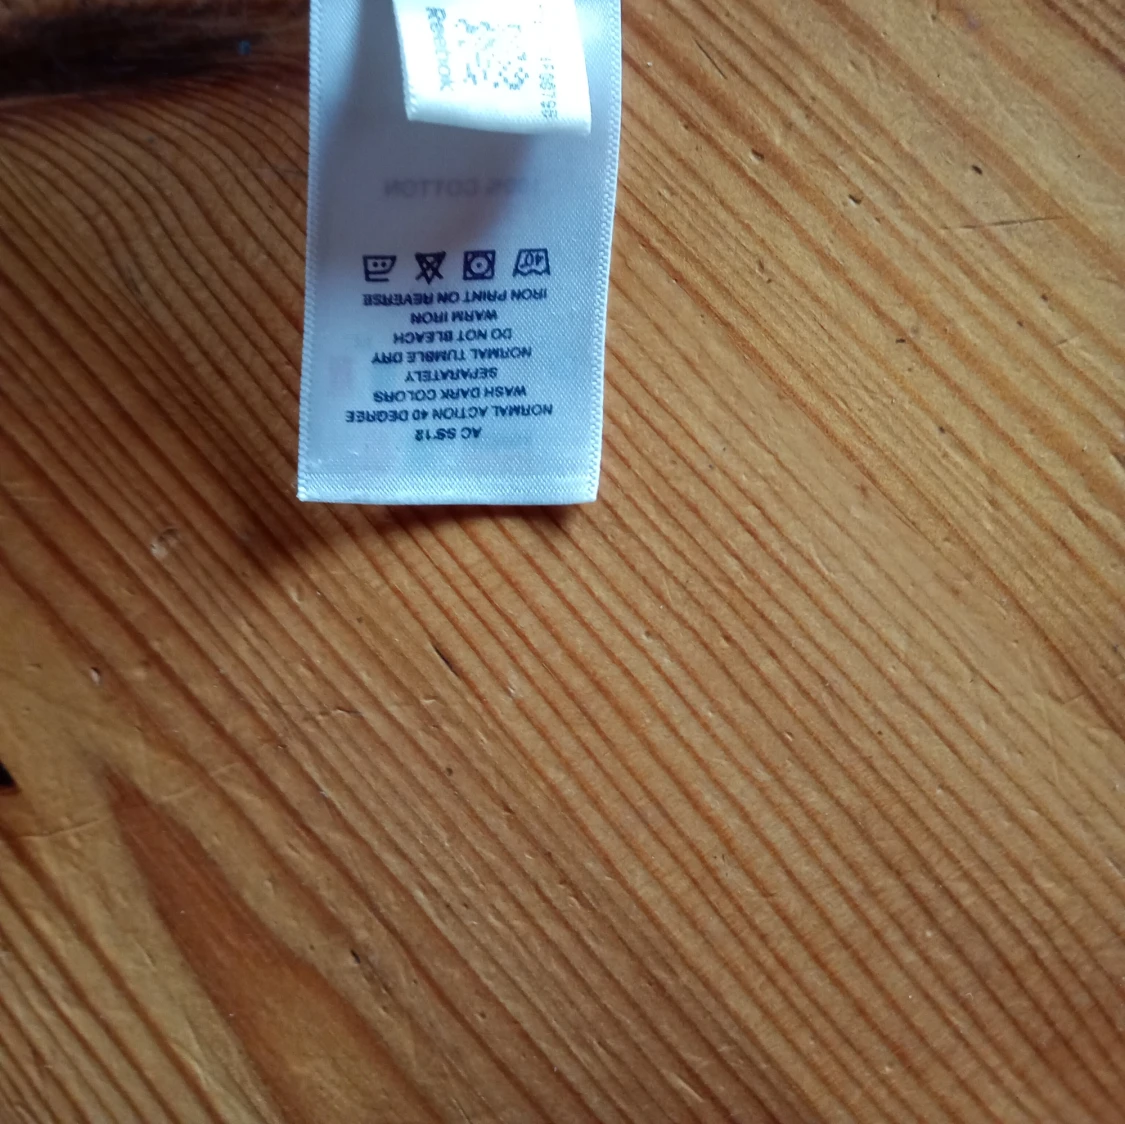 AC SS'12
NORMAL ACTION 40 DEGREE
WASH DARK COLORS
SEPARATELY
NORMAL TUMBLE DRY
DO NOT BLEACH
WARM IRON
IRON PRINT ON REVERSE
40°
COTTON
Reebok